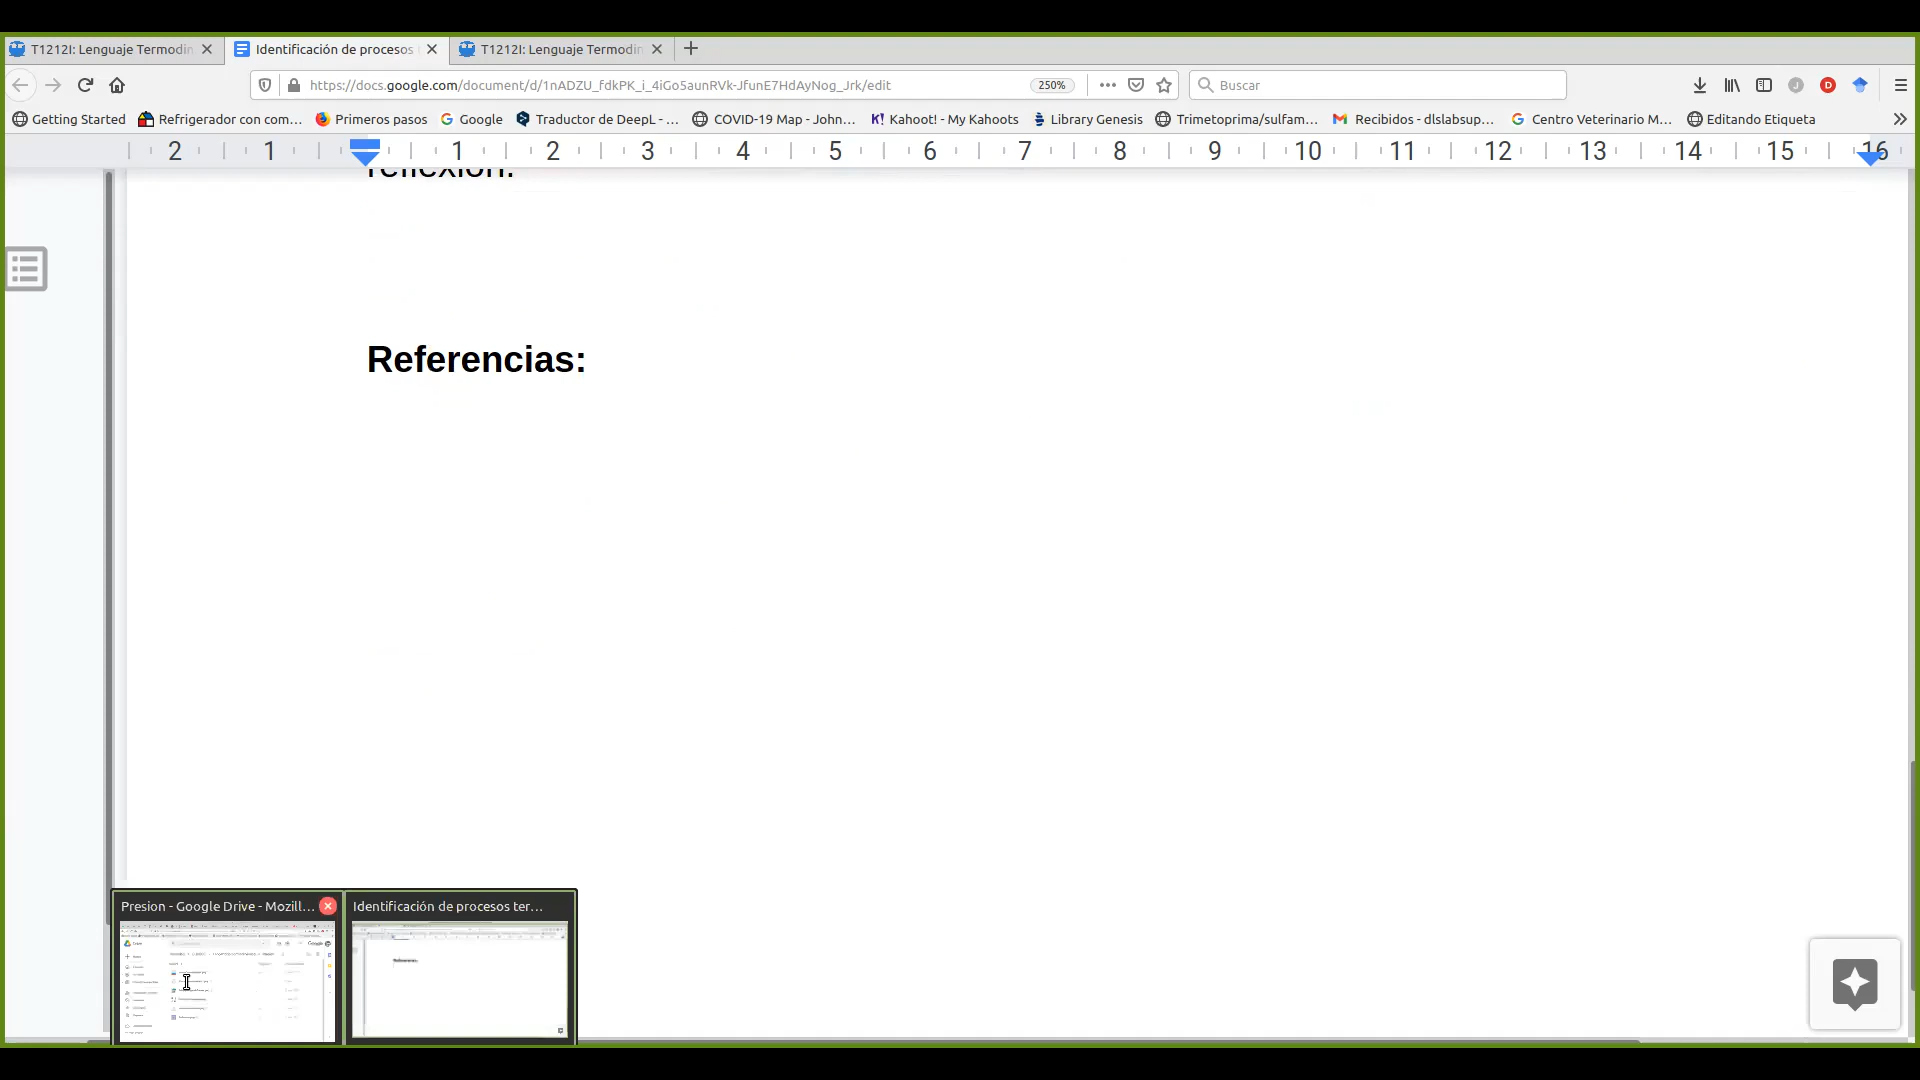 T1212I: Lenguaje Termodin
Identificación de procesos
T1212I: Lenguaje Termodin
https://docs.google.com/document/d/1nADZU_fdkPK_i_4iGo5aunRVk-JfunE7HdAyNog_Jrk/edit
250%
Buscar
Getting Started
Refrigerador con com...
Primeros pasos
Google
Traductor de DeepL - ...
COVID-19 Map - John...
Kahoot! - My Kahoots
Library Genesis
Trimetoprima/sulfam...
Recibidos - dlslabsup...
Centro Veterinario M...
Editando Etiqueta
2 1 1 2 3 4 5 6 7 8 9 10 11 12 13 14 15 16
reflexión:
Referencias:
Presion - Google Drive - Mozill...
Identificación de procesos ter...